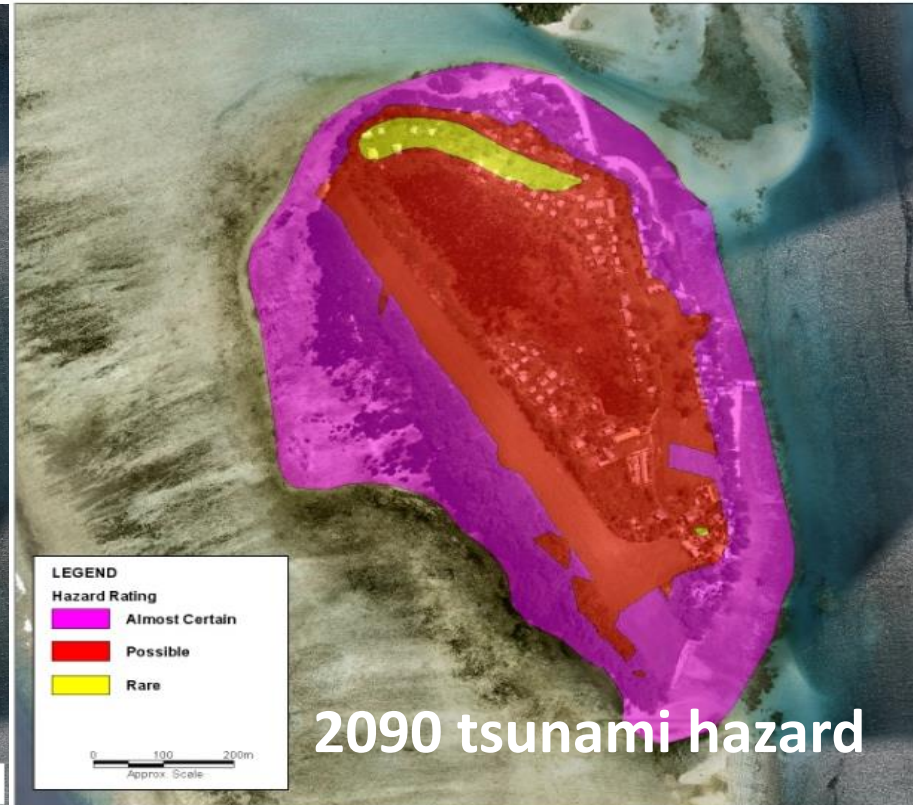 LEGEND
Hazard Rating
Almost Certain
Possible
Rare
0 100 200m
Approx. Scale
2090 tsunami hazard